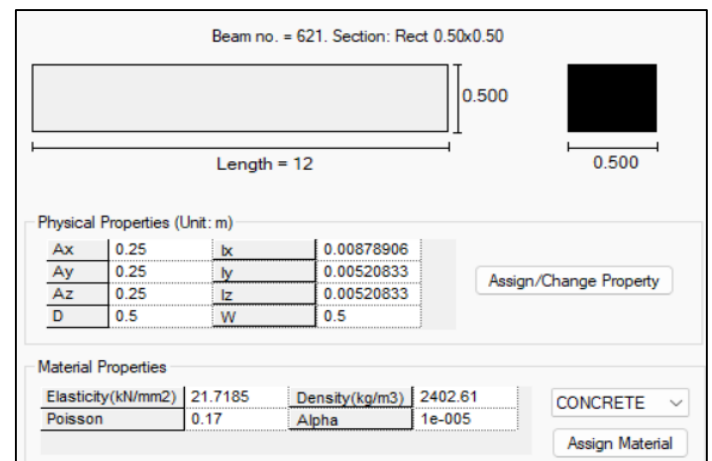 Beam no. = 621. Section: Rect 0.50x0.50
0.500
Length = 12
0.500
Physical Properties (Unit: m)
Ax 0.25 Ix 0.00878906
Ay 0.25 Iy 0.00520833
Assign/Change Property
Az 0.25 Iz 0.00520833
D 0.5 W 0.5
Material Properties
Elasticity(kN/mm2) 21.7185 Density(kg/m3) 2402.61
CONCRETE
Poisson 0.17 Alpha 1e-005
Assign Material